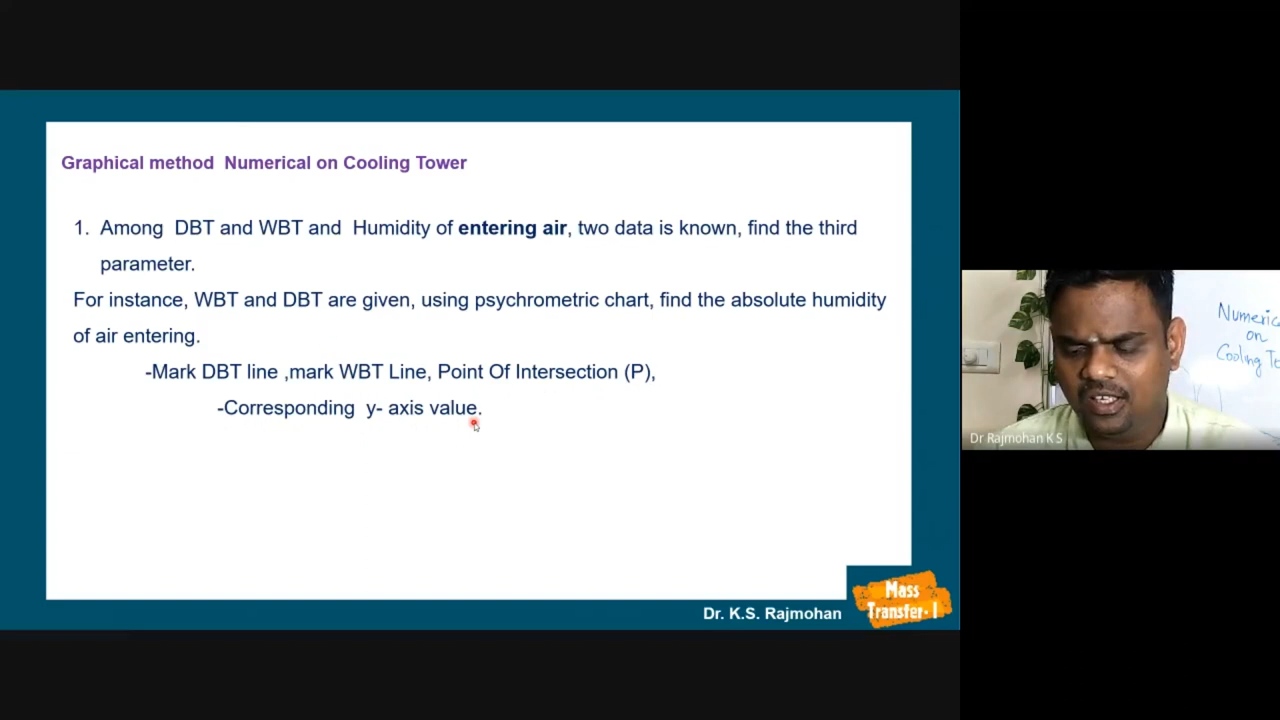 Graphical method Numerical on Cooling Tower
1. Among DBT and WBT and Humidity of entering air, two data is known, find the third
parameter.
For instance, WBT and DBT are given, using psychrometric chart, find the absolute humidity
of air entering.
-Mark DBT line ,mark WBT Line, Point Of Intersection (P),
-Corresponding y- axis value.
Numeric
on
Cooling To
Dr Rajmohan K S
Mass
Transfer-1
Dr. K.S. Rajmohan